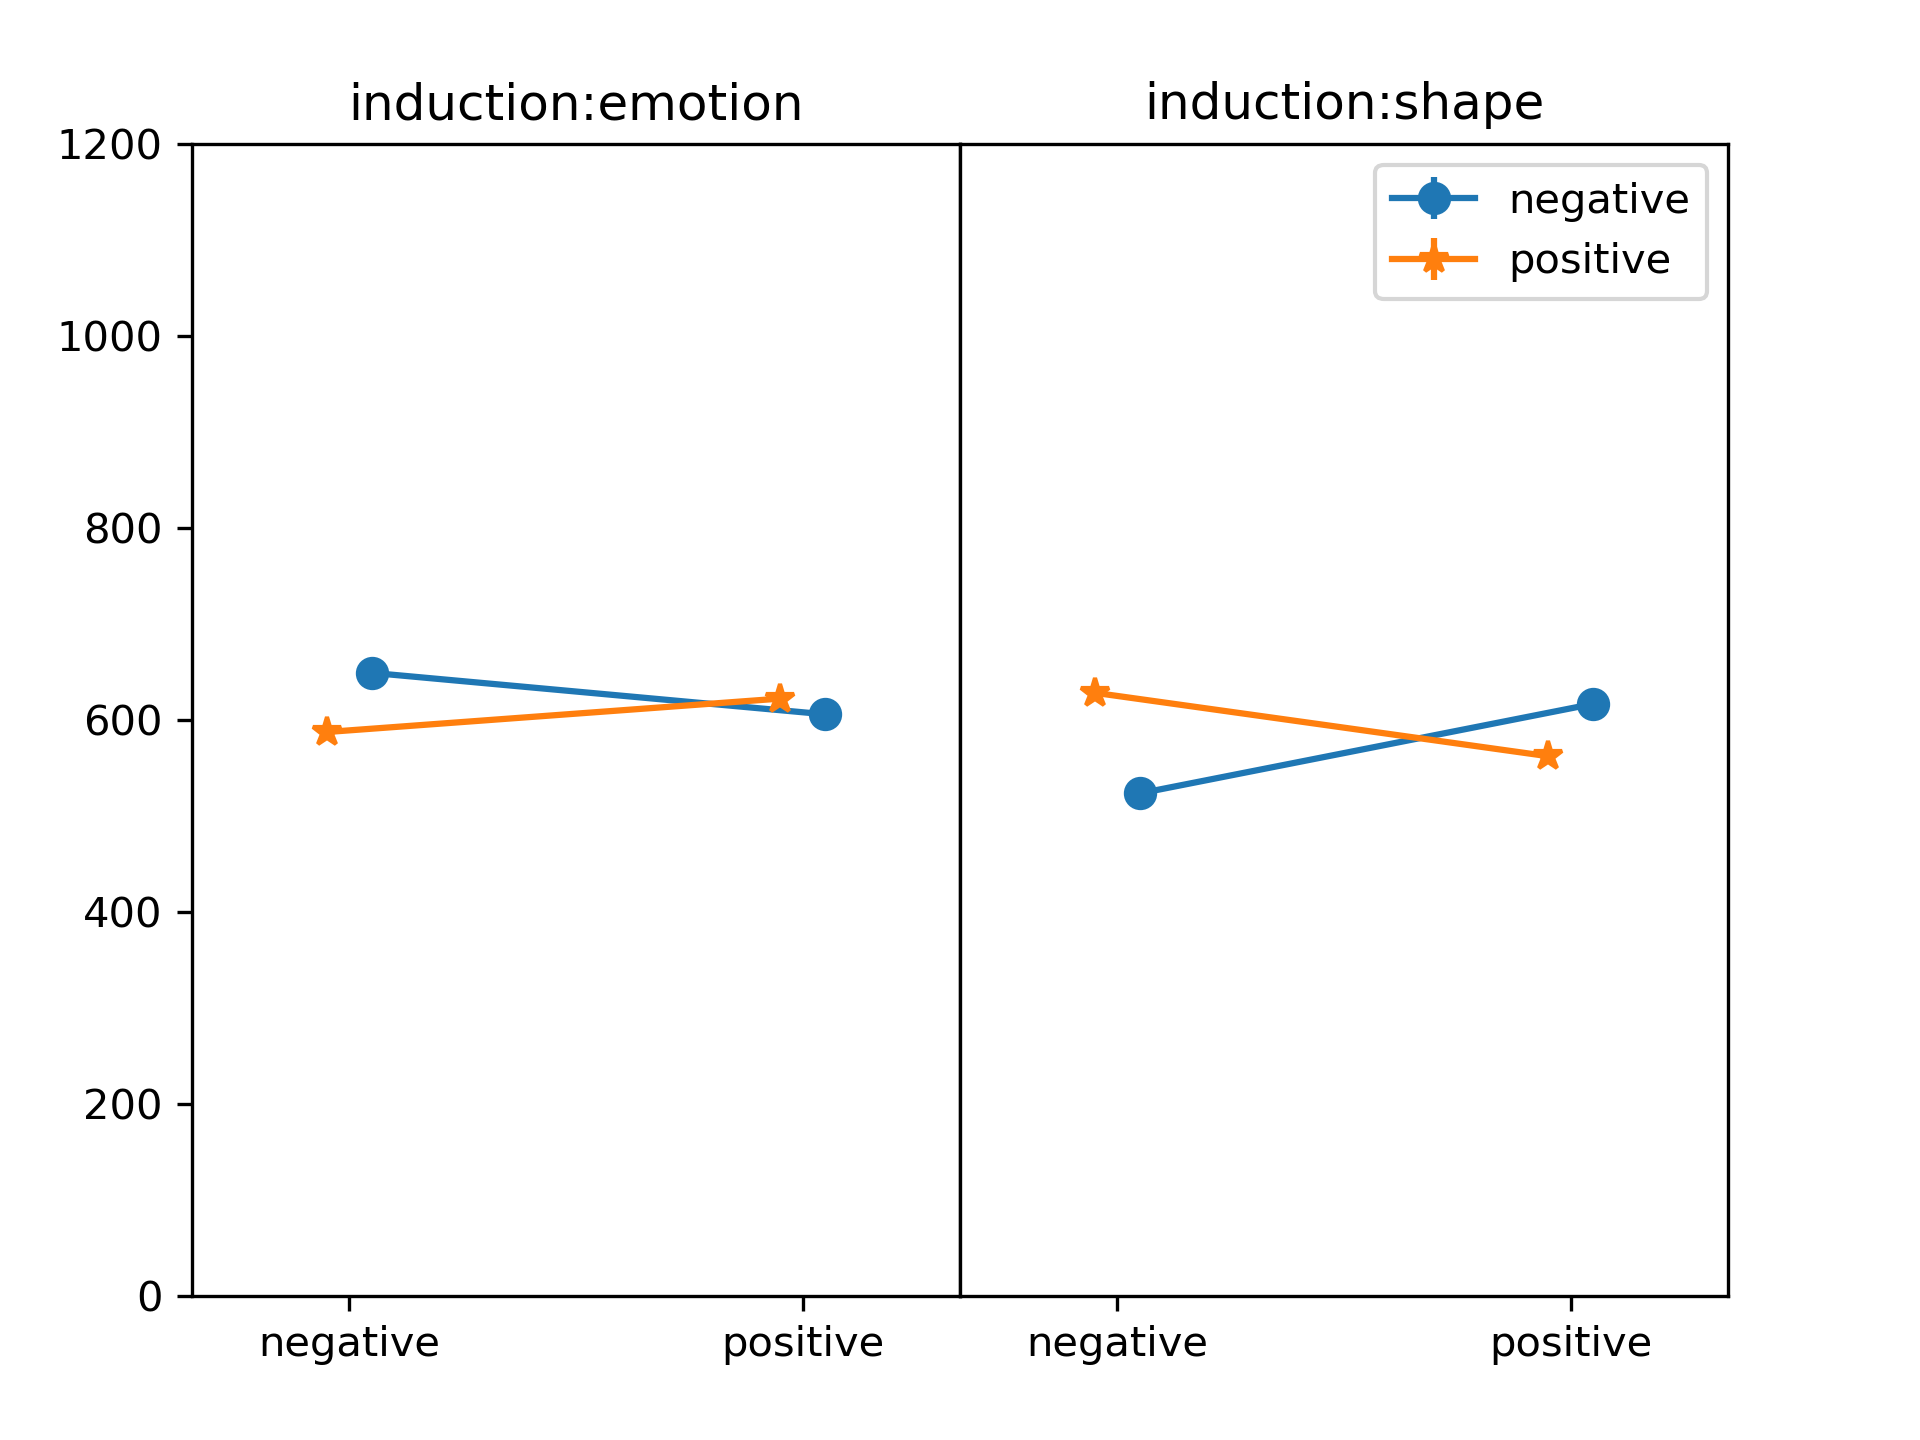 induction:emotion
induction:shape
1200
1000
800
600
400
200
0
negative
positive
negative
positive
negative
positive